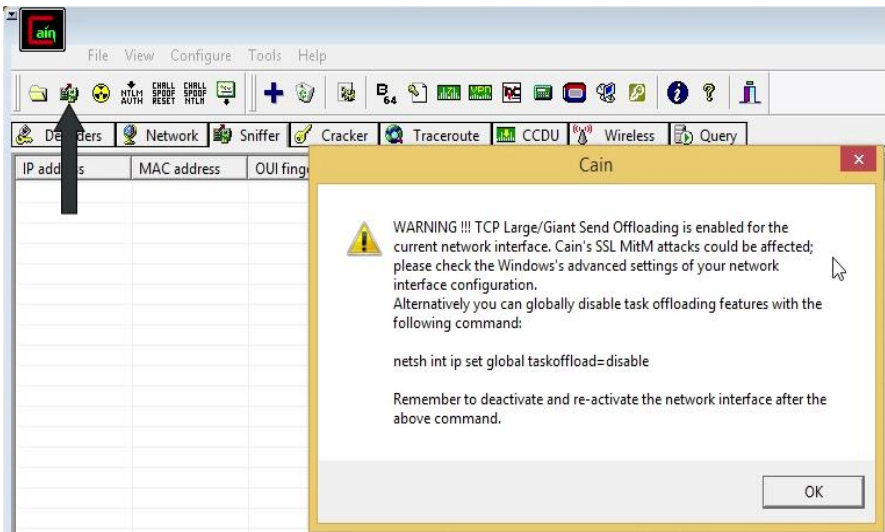 Cain
File View Configure Tools Help
NTLM AUTH CHALL SPOOF RESET CHALL SPOOF NTLM B64
Network Sniffer Cracker Traceroute CCDU Wireless Query
IP MAC address OUI
Cain
WARNING !!! TCP Large/Giant Send Offloading is enabled for the
current network interface. Cain's SSL MitM attacks could be affected;
please check the Windows's advanced settings of your network
interface configuration.
Alternatively you can globally disable task offloading features with the
following command:
netsh int ip set global taskoffload=disable
Remember to deactivate and re-activate the network interface after the
above command.
OK